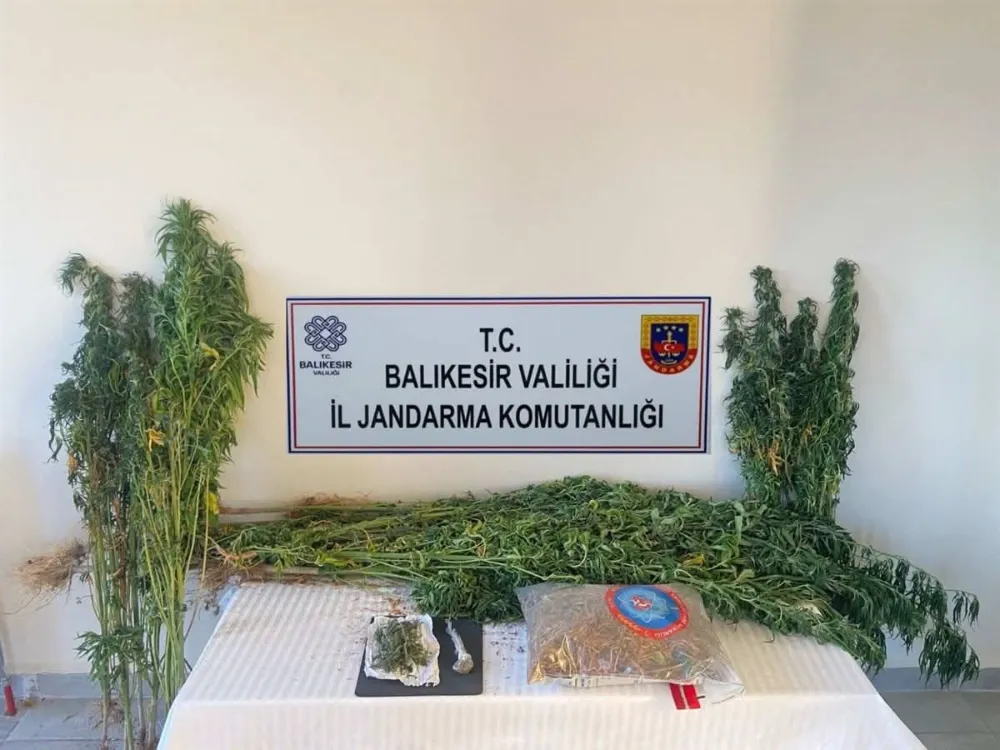 T.C.
BALIKESİR
VALİLİĞİ
T.C.
BALIKESİR VALİLİĞİ
İL JANDARMA KOMUTANLIĞI
JANDARMA